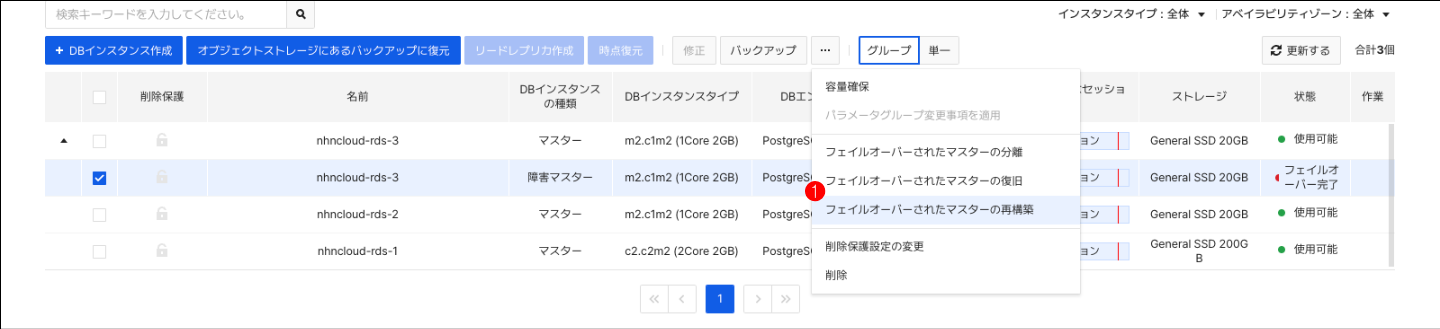 検索キーワードを入力してください。
インスタンスタイプ : 全体 ▼ | アベイラビリティゾーン : 全体 ▼
+ DBインスタンス作成 オブジェクトストレージにあるバックアップに復元 リードレプリカ作成 時点復元 修正 バックアップ ... グループ 単一 更新する 合計3個
削除保護 名前 DBインスタンスの種類 DBインスタンスタイプ DBエン セッショ ストレージ 状態 作業
nhncloud-rds-3 マスター m2.c1m2 (1Core 2GB) PostgreS ョン General SSD 20GB 使用可能
nhncloud-rds-3 障害マスター m2.c1m2 (1Core 2GB) PostgreS ョン General SSD 20GB フェイルオーバー完了
nhncloud-rds-2 マスター m2.c1m2 (1Core 2GB) PostgreS ョン General SSD 20GB 使用可能
nhncloud-rds-1 マスター c2.c2m2 (2Core 2GB) PostgreS ョン General SSD 200GB 使用可能
容量確保
パラメータグループ変更事項を適用
フェイルオーバーされたマスターの分離
フェイルオーバーされたマスターの復旧
1 フェイルオーバーされたマスターの再構築
削除保護設定の変更
削除
1